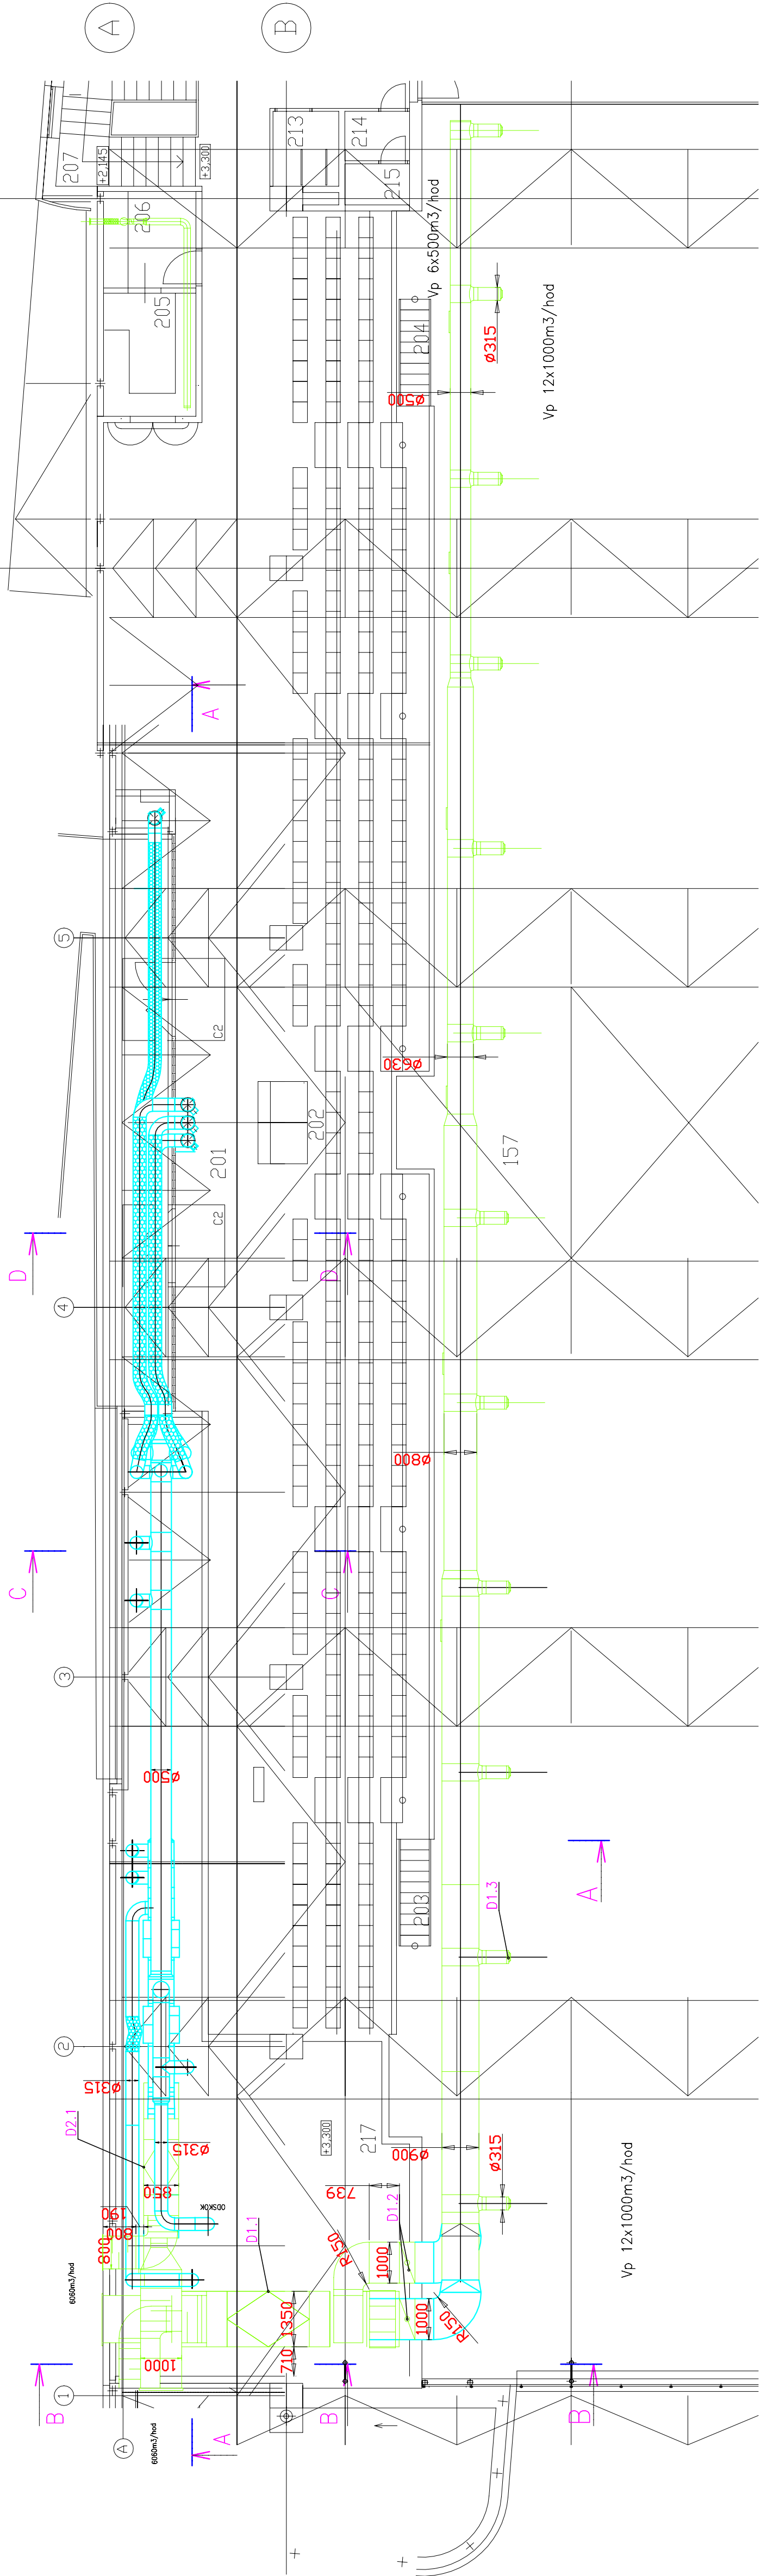 A
B
207
+2,145
+3,300
206
205
213
214
215
Vp 6x500m3/hod
204
ø315
ø500
Vp 12x1000m3/hod
A
5
C2
ø630
202
201
157
C2
D
D
4
ø800
C
C
3
ø500
A
203
D1.3
2
ø315
D2.1
+3,300
217
ø900
ø315
850
739
ø315
190
800
ODSKOK
D1.1
D1.2
800
R150
1000
Vp 12x1000m3/hod
6060m3/hod
1350
1000
R150
710
1000
1
B
B
B
A
A
6060m3/hod